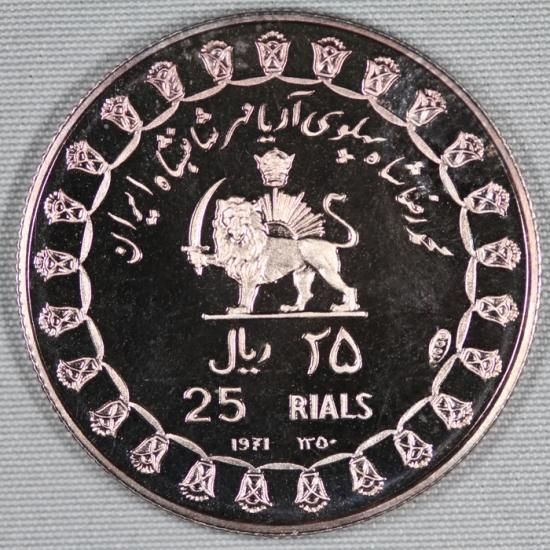 محمدرضا شاه پهلوی آریامهر شاهنشاه ایران
۲۵ ریال
25 RIALS
1971 ۱۳۵۰